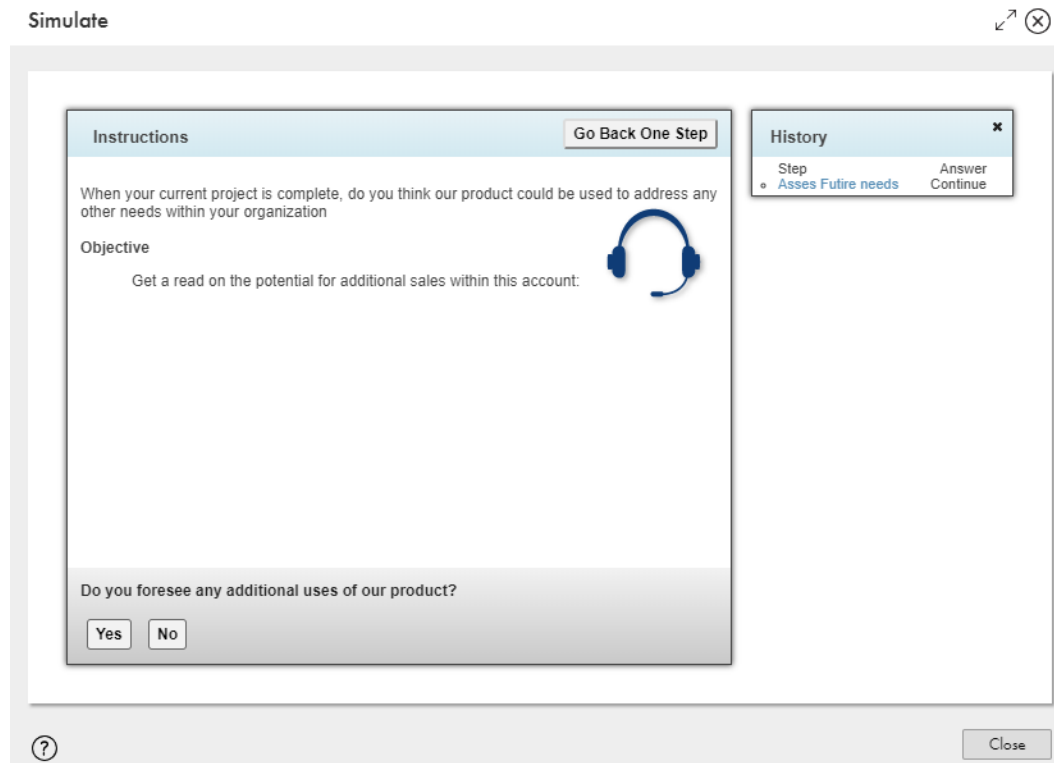 Simulate
Instructions
Go Back One Step
When your current project is complete, do you think our product could be used to address any
other needs within your organization
Objective
Get a read on the potential for additional sales within this account:
Do you foresee any additional uses of our product?
Yes No
History
Step Answer
Asses Futire needs Continue
Close